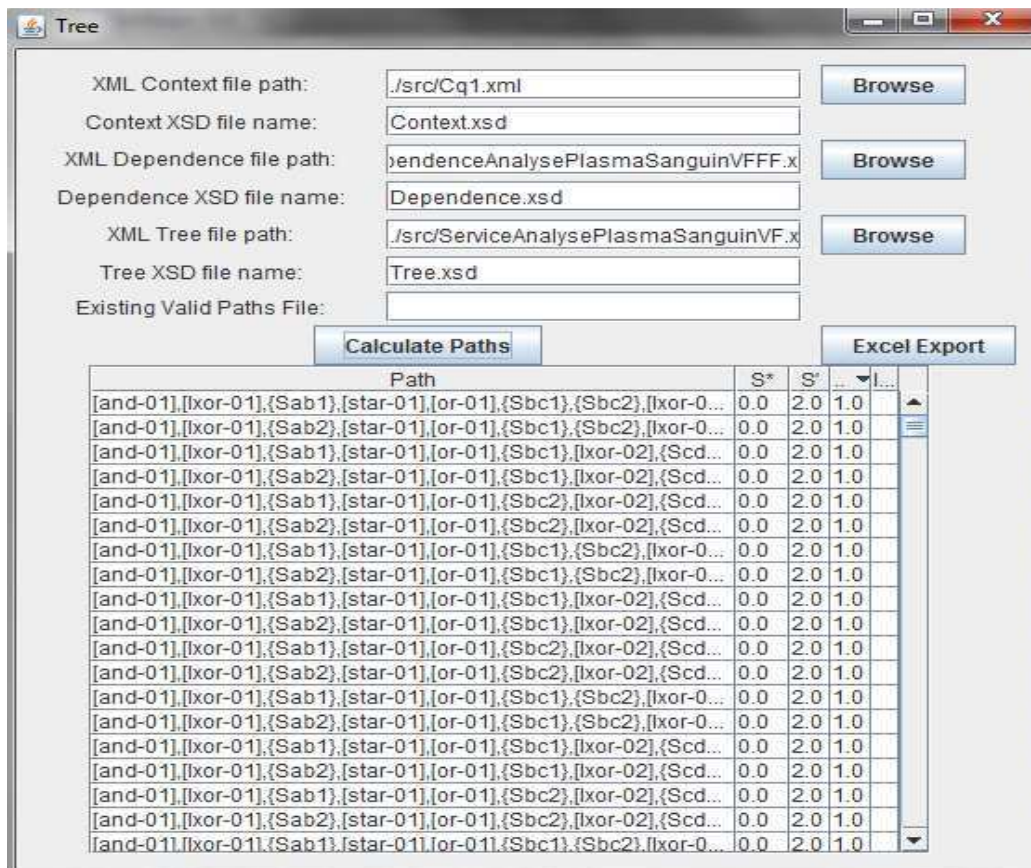 Tree
XML Context file path: ./src/Cq1.xml Browse
Context XSD file name: Context.xsd
XML Dependence file path: pendenceAnalysePlasmaSanguinVFFF.x Browse
Dependence XSD file name: Dependence.xsd
XML Tree file path: ./src/ServiceAnalysePlasmaSanguinVF.x Browse
Tree XSD file name: Tree.xsd
Existing Valid Paths File:
Calculate Paths Excel Export
Path S* S' .. I...
[and-01],[lxor-01],{Sab1},[star-01],[or-01],{Sbc1},{Sbc2},[lxor-0... 0.0 2.0 1.0
[and-01],[lxor-01],{Sab2},[star-01],[or-01],{Sbc1},{Sbc2},[lxor-0... 0.0 2.0 1.0
[and-01],[lxor-01],{Sab1},[star-01],[or-01],{Sbc1},[lxor-02],{Scd... 0.0 2.0 1.0
[and-01],[lxor-01],{Sab2},[star-01],[or-01],{Sbc1},[lxor-02],{Scd... 0.0 2.0 1.0
[and-01],[lxor-01],{Sab1},[star-01],[or-01],{Sbc2},[lxor-02],{Scd... 0.0 2.0 1.0
[and-01],[lxor-01],{Sab2},[star-01],[or-01],{Sbc2},[lxor-02],{Scd... 0.0 2.0 1.0
[and-01],[lxor-01],{Sab1},[star-01],[or-01],{Sbc1},{Sbc2},[lxor-0... 0.0 2.0 1.0
[and-01],[lxor-01],{Sab2},[star-01],[or-01],{Sbc1},{Sbc2},[lxor-0... 0.0 2.0 1.0
[and-01],[lxor-01],{Sab1},[star-01],[or-01],{Sbc1},[lxor-02],{Scd... 0.0 2.0 1.0
[and-01],[lxor-01],{Sab2},[star-01],[or-01],{Sbc1},[lxor-02],{Scd... 0.0 2.0 1.0
[and-01],[lxor-01],{Sab1},[star-01],[or-01],{Sbc2},[lxor-02],{Scd... 0.0 2.0 1.0
[and-01],[lxor-01],{Sab2},[star-01],[or-01],{Sbc2},[lxor-02],{Scd... 0.0 2.0 1.0
[and-01],[lxor-01],{Sab1},[star-01],[or-01],{Sbc1},{Sbc2},[lxor-0... 0.0 2.0 1.0
[and-01],[lxor-01],{Sab2},[star-01],[or-01],{Sbc1},{Sbc2},[lxor-0... 0.0 2.0 1.0
[and-01],[lxor-01],{Sab1},[star-01],[or-01],{Sbc1},[lxor-02],{Scd... 0.0 2.0 1.0
[and-01],[lxor-01],{Sab2},[star-01],[or-01],{Sbc1},[lxor-02],{Scd... 0.0 2.0 1.0
[and-01],[lxor-01],{Sab1},[star-01],[or-01],{Sbc2},[lxor-02],{Scd... 0.0 2.0 1.0
[and-01],[lxor-01],{Sab2},[star-01],[or-01],{Sbc2},[lxor-02],{Scd... 0.0 2.0 1.0
[and-01],[lxor-01],{Sab1},[star-01],[or-01],{Sbc1},{Sbc2},[lxor-0... 0.0 2.0 1.0